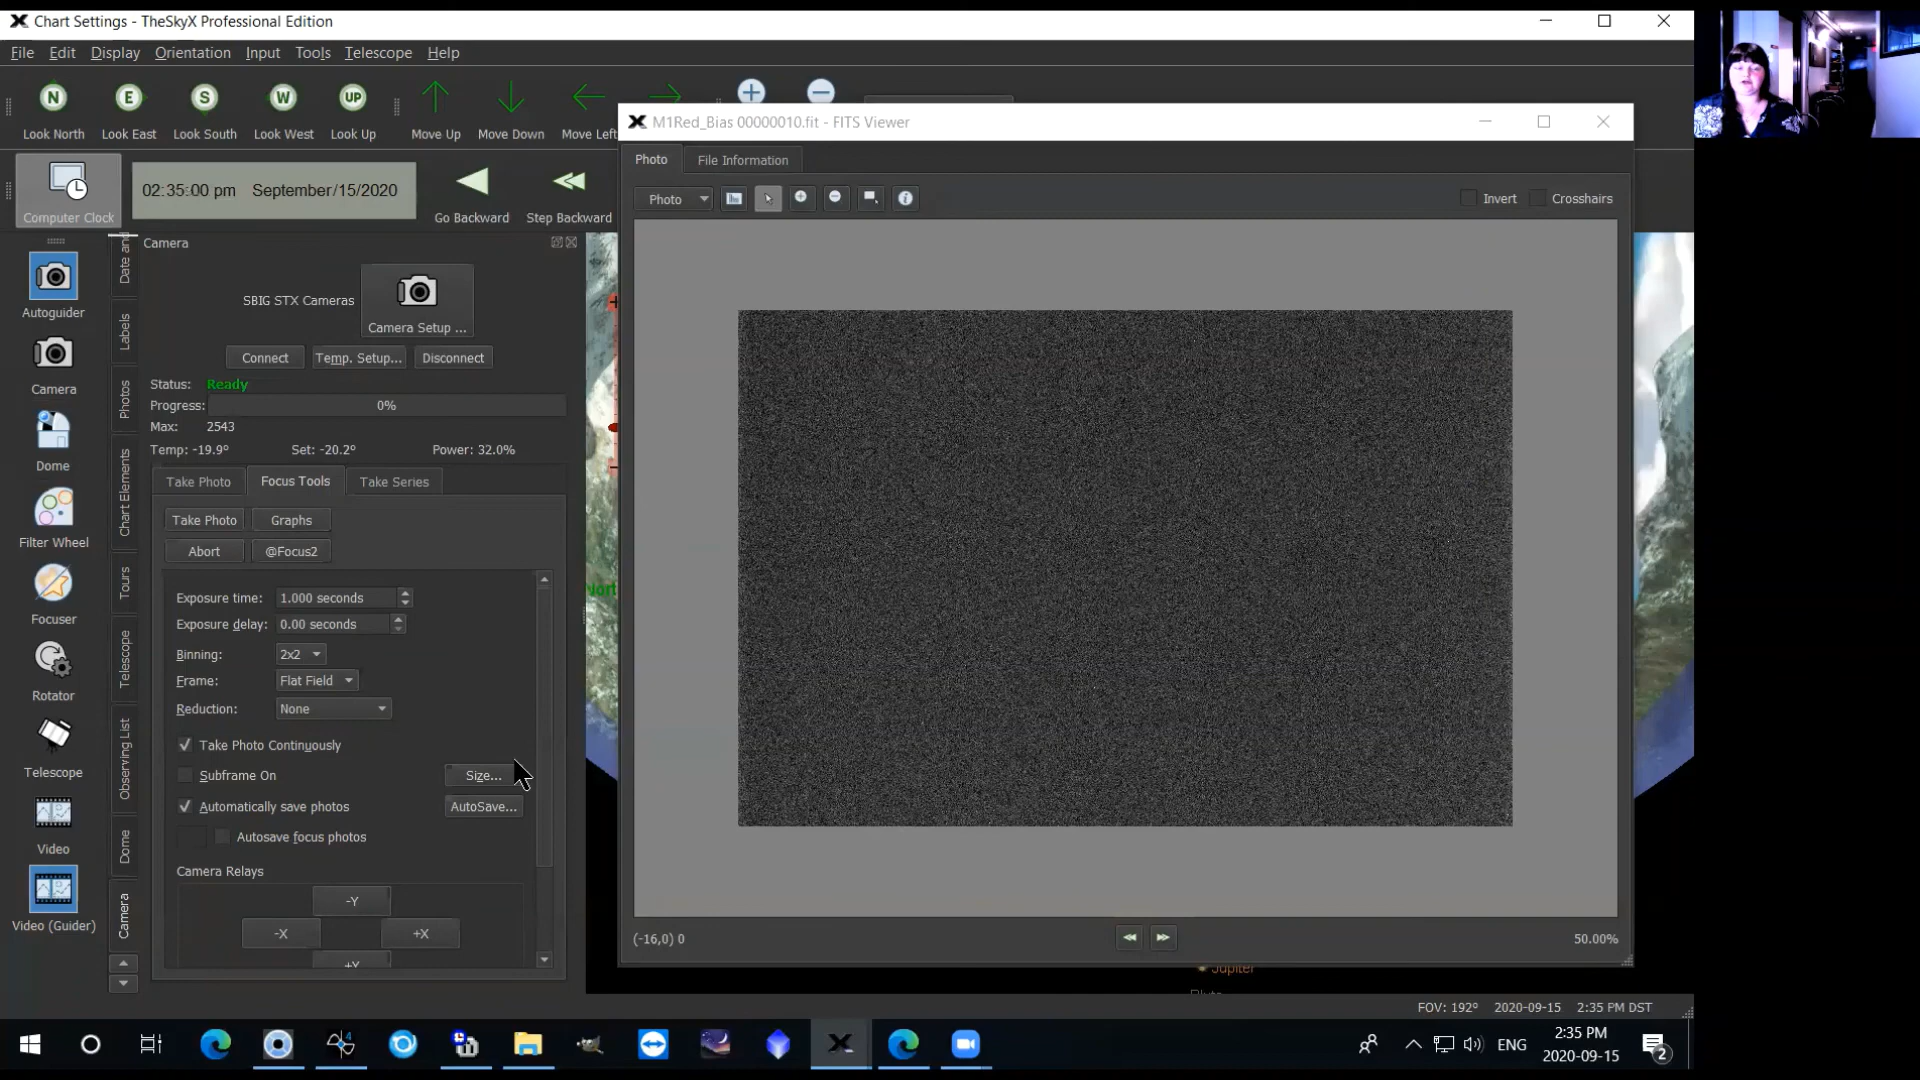 Chart Settings - TheSkyX Professional Edition
File Edit Display Orientation Input Tools Telescope Help
N E S W UP
Look North Look East Look South Look West Look Up Move Up Move Down Move Left
M1Red_Bias 00000010.fit - FITS Viewer
Photo File Information
Photo Invert Crosshairs
02:35:00 pm September/15/2020
Computer Clock Go Backward Step Backward
Camera
SBIG STX Cameras
Camera Setup ...
Connect Temp. Setup... Disconnect
Status: Ready
Progress: 0%
Max: 2543
Temp: -19.9° Set: -20.2° Power: 32.0%
Take Photo Focus Tools Take Series
Take Photo Graphs
Abort @Focus2
Exposure time: 1.000 seconds
Exposure delay: 0.00 seconds
Binning: 2x2
Frame: Flat Field
Reduction: None
Take Photo Continuously
Subframe On Size...
Automatically save photos AutoSave...
Autosave focus photos
Camera Relays
-Y
-X +X
+Y
Autoguider
Camera
Dome
Filter Wheel
Focuser
Rotator
Telescope
Video
Video (Guider)
Date and
Labels
Photos
Chart Elements
Tours
Telescope
Observing List
Dome
Camera
(-16,0) 0 50.00%
Jupiter
FOV: 192° 2020-09-15 2:35 PM DST
ENG
2:35 PM
2020-09-15
2